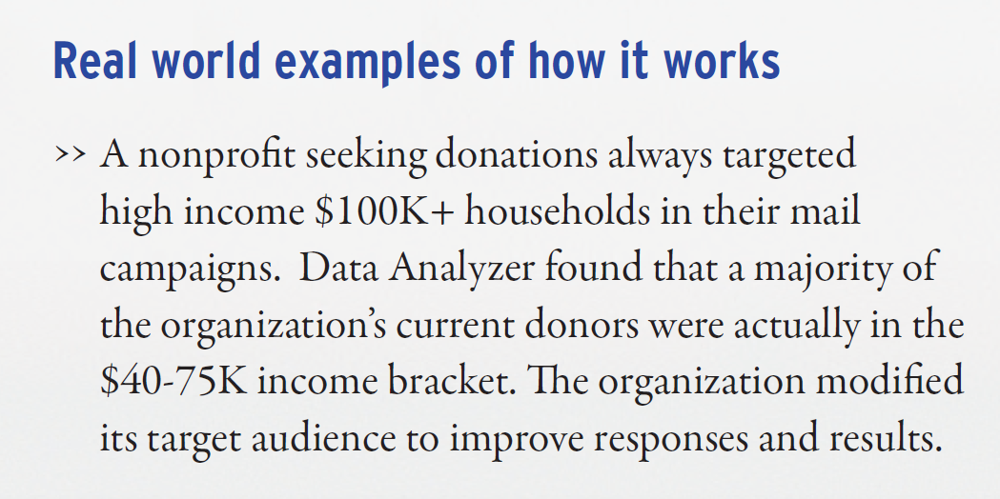 Real world examples of how it works
>> A nonprofit seeking donations always targeted
high income $100K+ households in their mail
campaigns.  Data Analyzer found that a majority of
the organization’s current donors were actually in the
$40-75K income bracket. The organization modified
its target audience to improve responses and results.